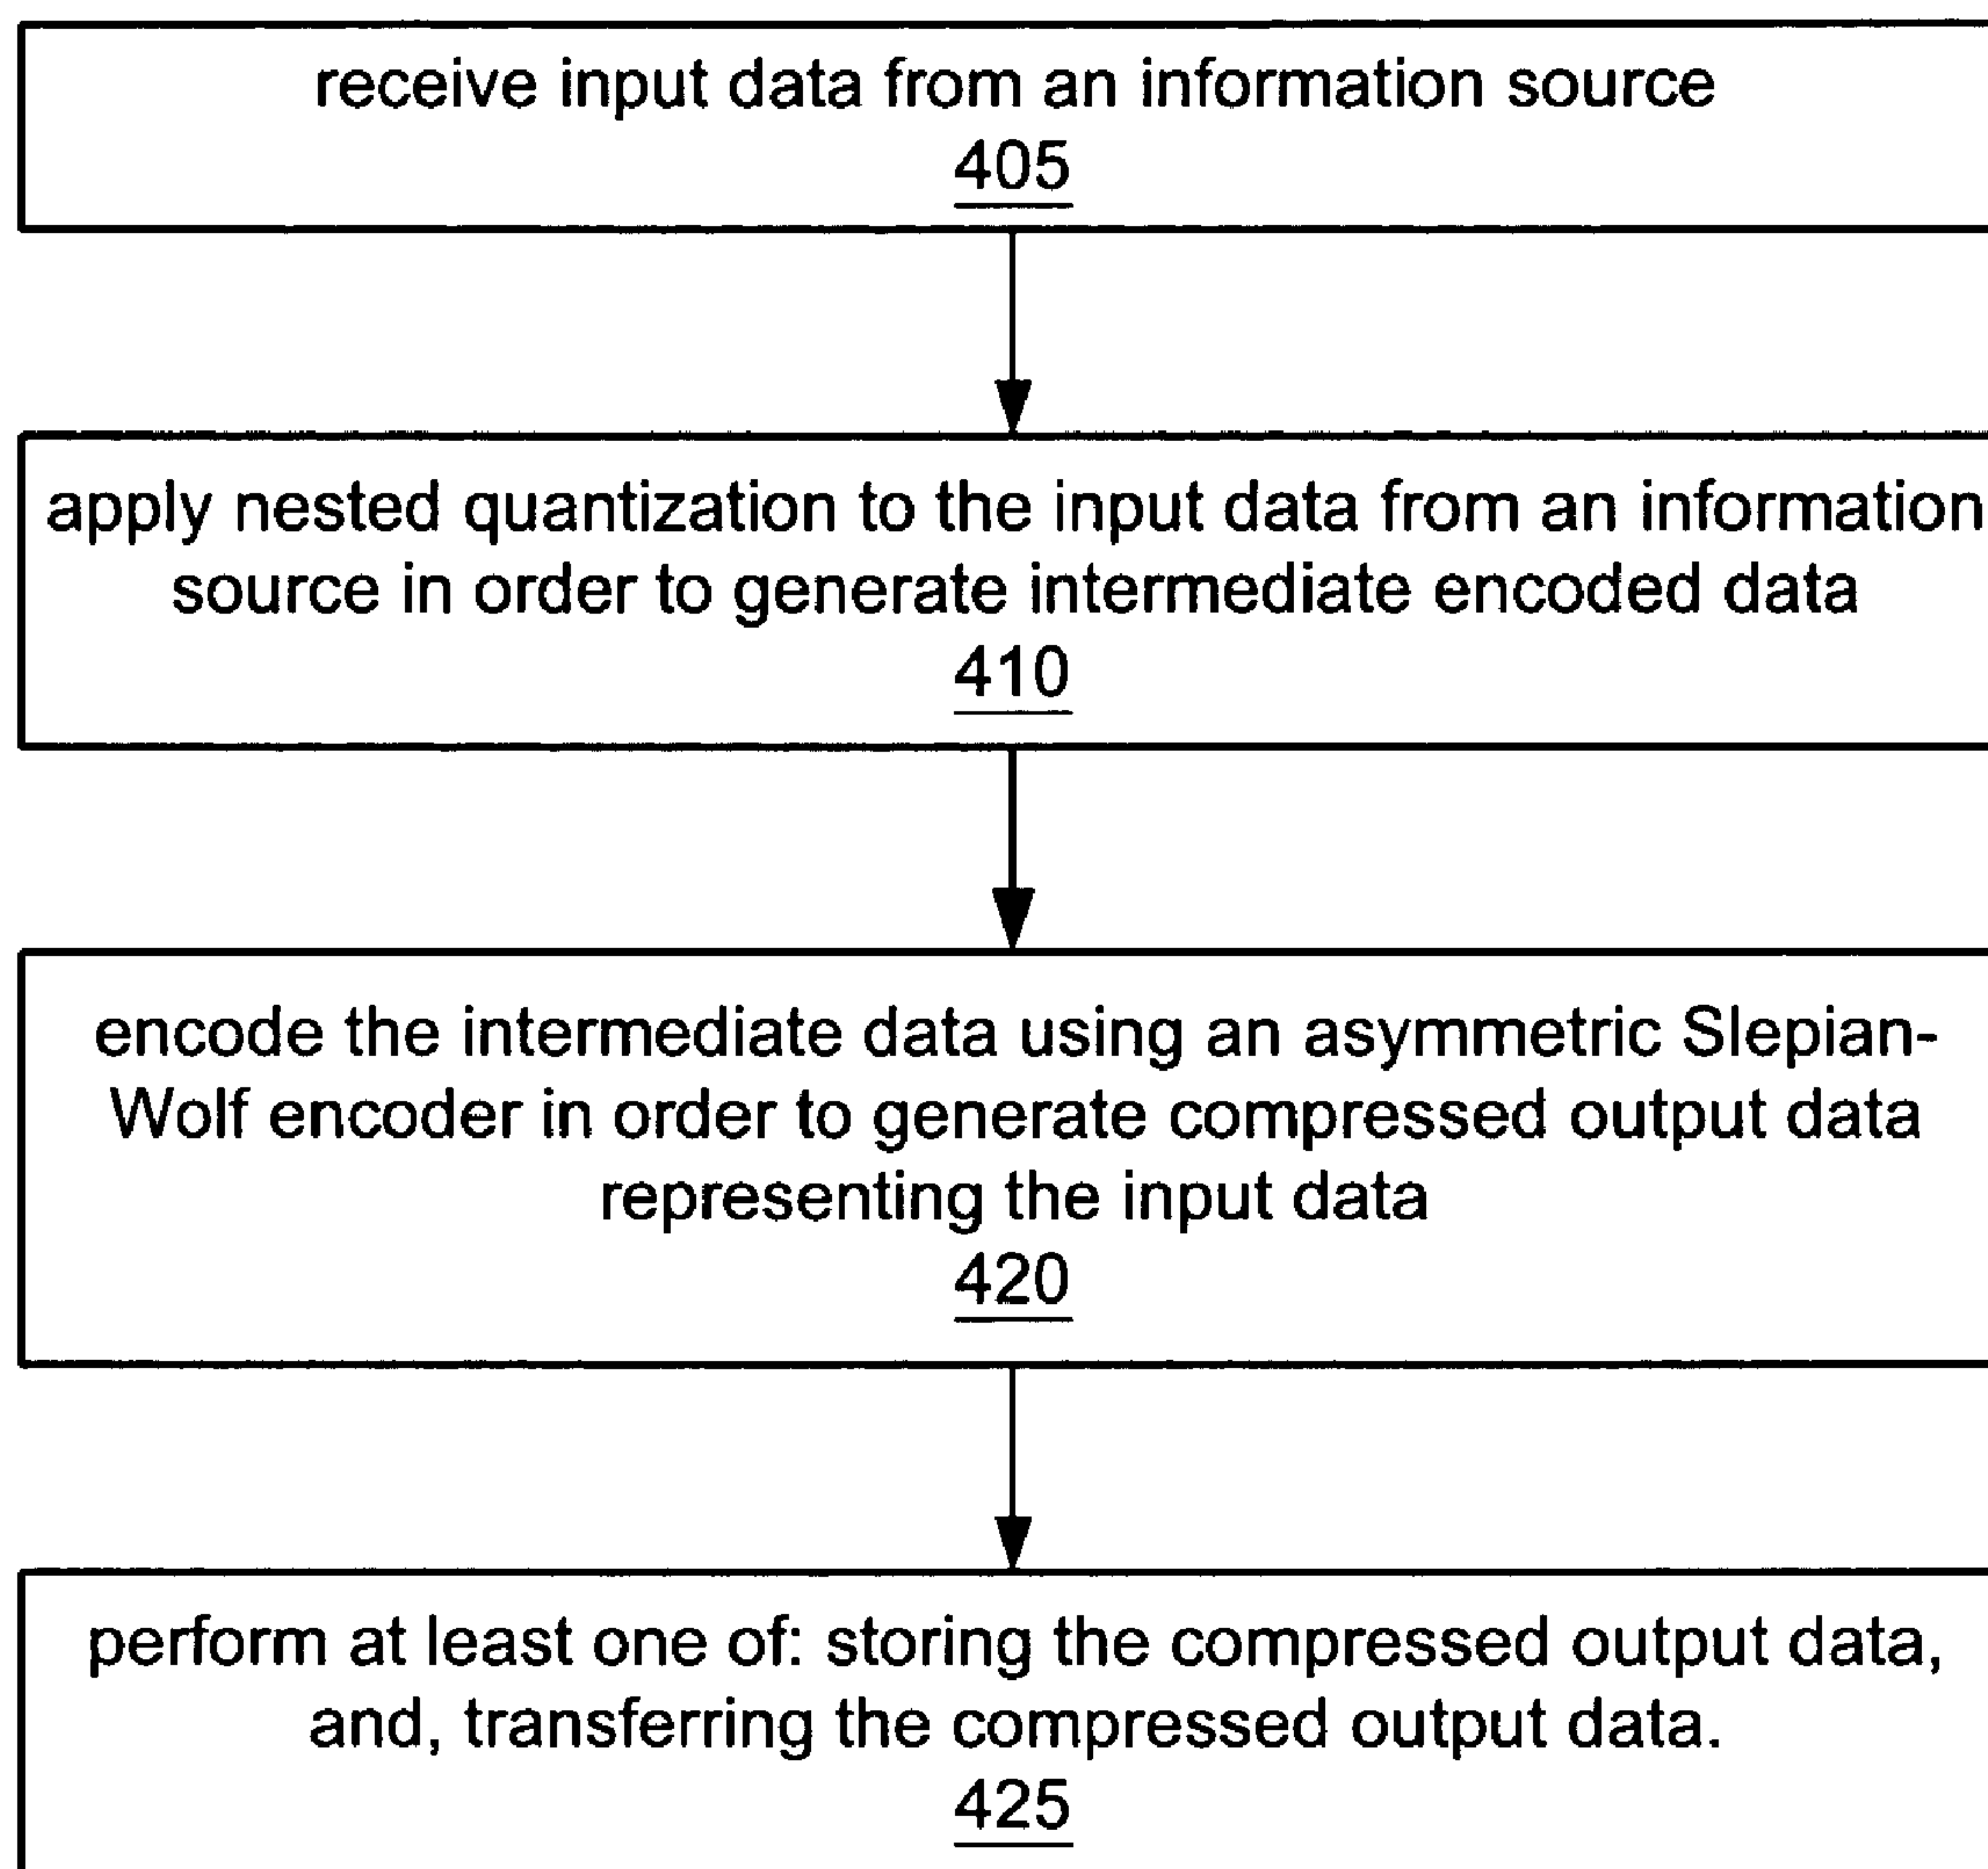 receive input data from an information source
405
apply nested quantization to the input data from an information
source in order to generate intermediate encoded data
410
encode the intermediate data using an asymmetric Slepian-
Wolf encoder in order to generate compressed output data
representing the input data
420
perform at least one of: storing the compressed output data,
and, transferring the compressed output data.
425